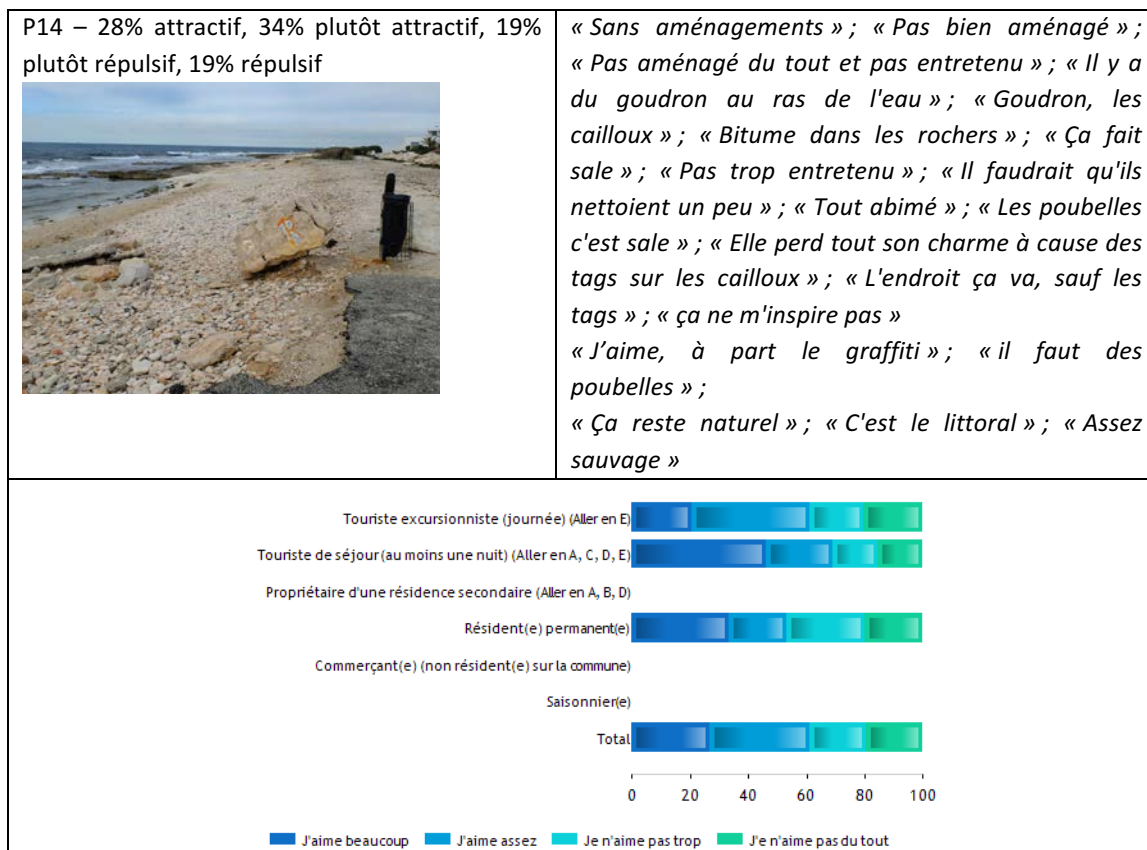 P14 – 28% attractif, 34% plutôt attractif, 19%
plutôt répulsif, 19% répulsif
« Sans aménagements » ; « Pas bien aménagé » ;
« Pas aménagé du tout et pas entretenu » ; « Il y a
du goudron au ras de l'eau » ; « Goudron, les
cailloux » ; « Bitume dans les rochers » ; « Ça fait
sale » ; « Pas trop entretenu » ; « Il faudrait qu'ils
nettoient un peu » ; « Tout abimé » ; « Les poubelles
c'est sale » ; « Elle perd tout son charme à cause des
tags sur les cailloux » ; « L'endroit ça va, sauf les
tags » ; « ça ne m'inspire pas »
« J’aime, à part le graffiti » ; « il faut des
poubelles » ;
« Ça reste naturel » ; « C'est le littoral » ; « Assez
sauvage »
Touriste excursionniste (journée) (Aller en E)
Touriste de séjour (au moins une nuit) (Aller en A, C, D, E)
Propriétaire d'une résidence secondaire (Aller en A, B, D)
Résident(e) permanent(e)
Commerçant(e) (non résident(e) sur la commune)
Saisonnier(e)
Total
0 20 40 60 80 100
J'aime beaucoup J'aime assez Je n'aime pas trop J'e n'aime pas du tout